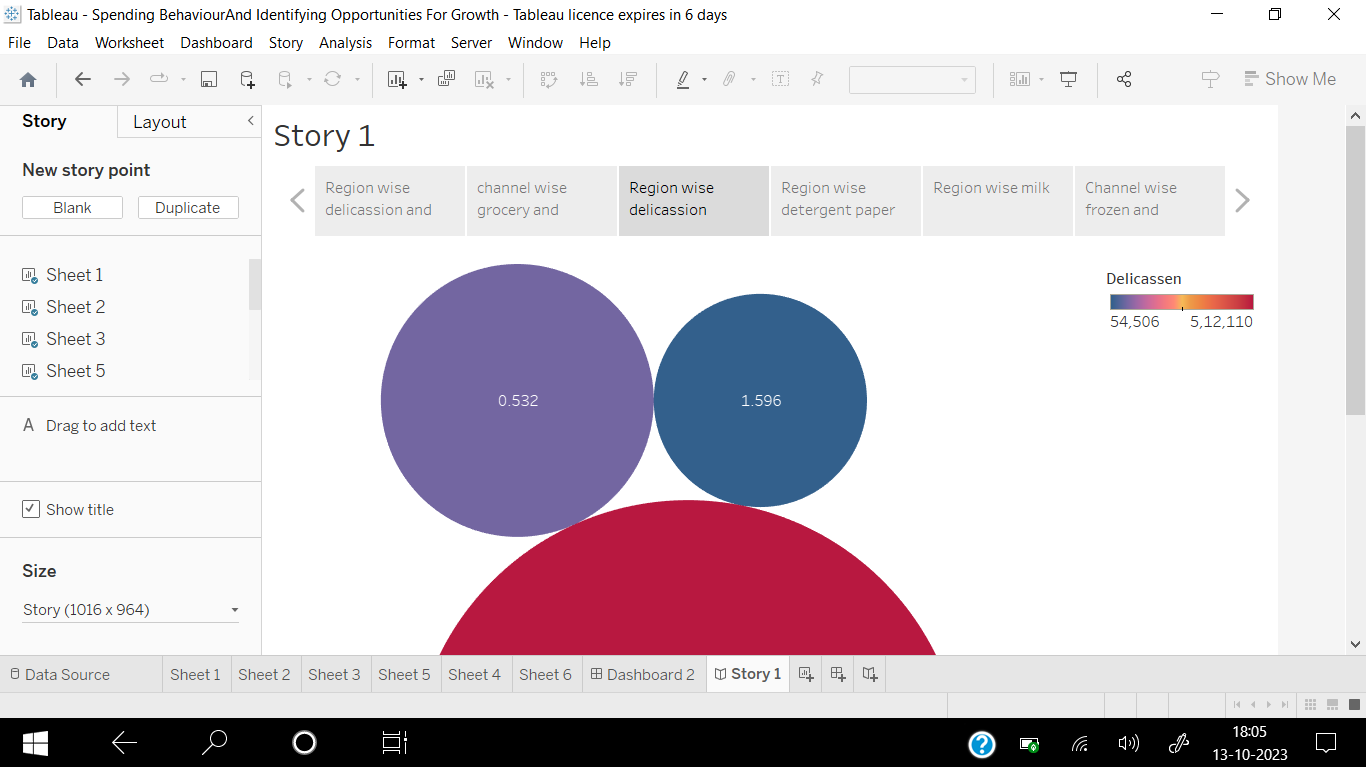 Tableau - Spending BehaviourAnd Identifying Opportunities For Growth - Tableau licence expires in 6 days
File Data Worksheet Dashboard Story Analysis Format Server Window Help
Show Me
Story
Layout
New story point
Blank
Duplicate
Sheet 1
Sheet 2
Sheet 3
Sheet 5
A Drag to add text
Show title
Size
Story (1016 x 964)
Story 1
Region wise
delicassion and
channel wise
grocery and
Region wise
delicassion
Region wise
detergent paper
Region wise milk
Channel wise
frozen and
0.532
1.596
Delicassen
54,506
5,12,110
Data Source
Sheet 1
Sheet 2
Sheet 3
Sheet 5
Sheet 4
Sheet 6
Dashboard 2
Story 1
18:05
13-10-2023